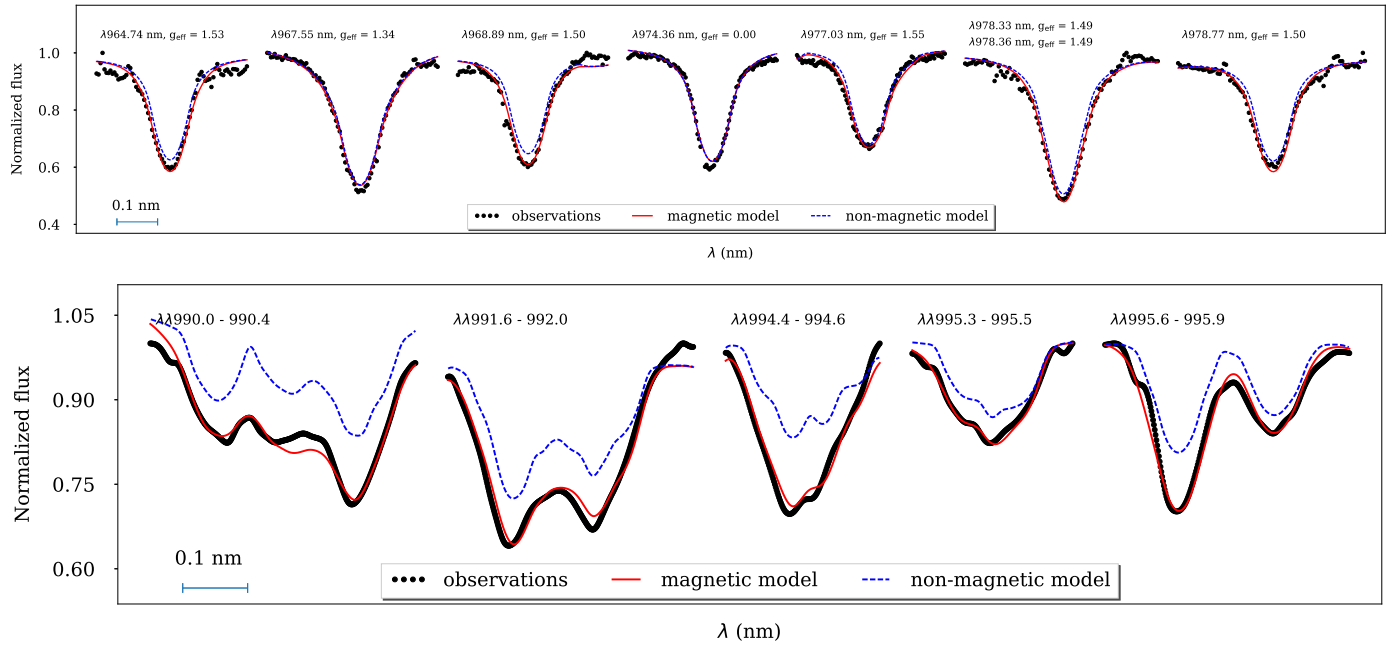 λ978.33 nm, g_eff = 1.49
λ964.74 nm, g_eff = 1.53 λ967.55 nm, g_eff = 1.34 λ968.89 nm, g_eff = 1.50 λ974.36 nm, g_eff = 0.00 λ977.03 nm, g_eff = 1.55 λ978.36 nm, g_eff = 1.49 λ978.77 nm, g_eff = 1.50
1.0
0.8
0.6
0.4
Normalized flux
0.1 nm
observations magnetic model non-magnetic model
λ (nm)
λλ990.0 - 990.4 λλ991.6 - 992.0 λλ994.4 - 994.6 λλ995.3 - 995.5 λλ995.6 - 995.9
1.05
0.90
0.75
0.60
Normalized flux
0.1 nm
observations magnetic model non-magnetic model
λ (nm)